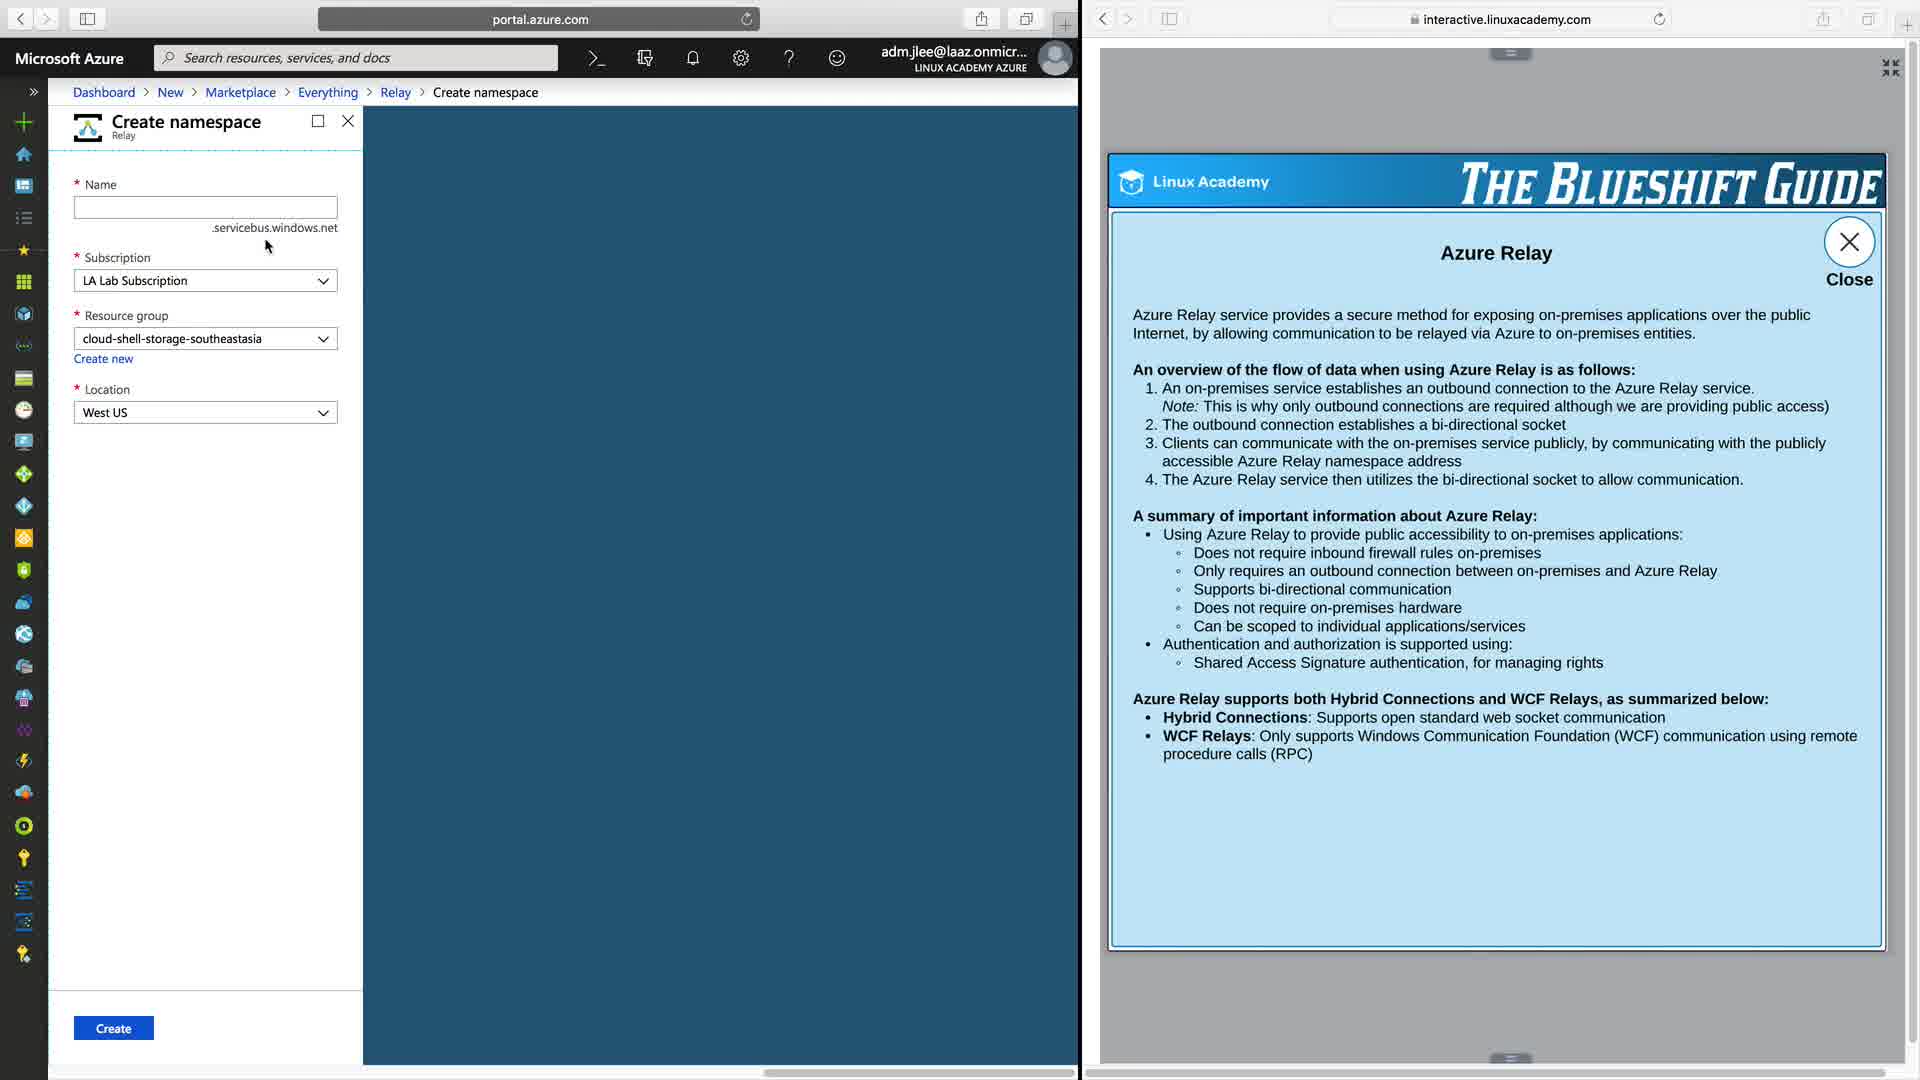 portal.azure.com
Microsoft Azure
Search resources, services, and docs
adm.jlee@laaz.onmicr...
LINUX ACADEMY AZURE
Dashboard > New > Marketplace > Everything > Relay > Create namespace
Create namespace
Relay
* Name
.servicebus.windows.net
* Subscription
LA Lab Subscription
* Resource group
cloud-shell-storage-southeastasia
Create new
* Location
West US
Create
interactive.linuxacademy.com
Linux Academy
THE BLUESHIFT GUIDE
Azure Relay
Close
Azure Relay service provides a secure method for exposing on-premises applications over the public
Internet, by allowing communication to be relayed via Azure to on-premises entities.
An overview of the flow of data when using Azure Relay is as follows:
1. An on-premises service establishes an outbound connection to the Azure Relay service.
Note: This is why only outbound connections are required although we are providing public access)
2. The outbound connection establishes a bi-directional socket
3. Clients can communicate with the on-premises service publicly, by communicating with the publicly
accessible Azure Relay namespace address
4. The Azure Relay service then utilizes the bi-directional socket to allow communication.
A summary of important information about Azure Relay:
• Using Azure Relay to provide public accessibility to on-premises applications:
◦ Does not require inbound firewall rules on-premises
◦ Only requires an outbound connection between on-premises and Azure Relay
◦ Supports bi-directional communication
◦ Does not require on-premises hardware
◦ Can be scoped to individual applications/services
• Authentication and authorization is supported using:
◦ Shared Access Signature authentication, for managing rights
Azure Relay supports both Hybrid Connections and WCF Relays, as summarized below:
• Hybrid Connections: Supports open standard web socket communication
• WCF Relays: Only supports Windows Communication Foundation (WCF) communication using remote
procedure calls (RPC)